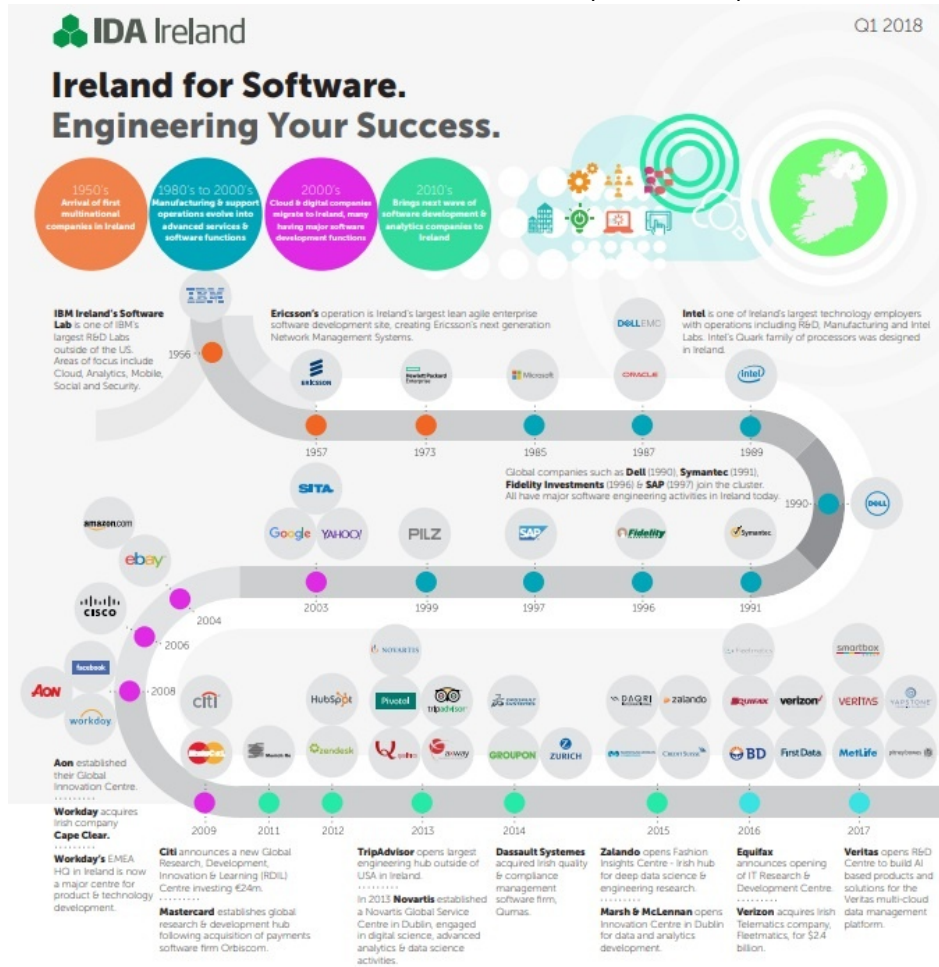 IDA Ireland
Q1 2018
Ireland for Software.
Engineering Your Success.
1950's
Arrival of first
multinational
companies in Ireland
1980's to 2000's
Manufacturing & support
operations evolve into
advanced services &
software functions
2000's
Cloud & digital companies
migrate to Ireland, many
having major software
development functions
2010's
Brings next wave of
software development &
analytics companies to
Ireland
IBM
IBM Ireland's Software
Lab is one of IBM's
largest R&D Labs
outside of the US.
Areas of focus include
Cloud, Analytics, Mobile,
Social and Security.
1956
Ericsson's operation is Ireland's largest lean agile enterprise
software development site, creating Ericsson's next generation
Network Management Systems.
DELL EMC
Intel is one of Ireland's largest technology employers
with operations including R&D, Manufacturing and Intel
Labs. Intel's Quark family of processors was designed
in Ireland.
ERICSSON
Hewlett Packard
Enterprise
Microsoft
ORACLE
intel
1957
1973
1985
1987
1989
Global companies such as Dell (1990), Symantec (1991),
Fidelity Investments (1996) & SAP (1997) join the cluster.
All have major software engineering activities in Ireland today.
1990
DELL
SITA
Google
YAHOO!
PILZ
SAP
Fidelity
Symantec
2003
1999
1997
1996
1991
amazon.com
ebay
2004
CISCO
2006
facebook
AON
workday
2008
NOVARTIS
smartbox
citi
HubSpot
Pivotal
tripadvisor
DASSAULT
SYSTEMES
DAQRI
zalando
EQUIFAX
verizon
VERITAS
YAPSTONE
MasterCard
Munich Re
zendesk
Qualtrics
axway
GROUPON
ZURICH
CREDIT SUISSE
BD
First Data
MetLife
pitneybowes
2009
2011
2012
2013
2014
2015
2016
2017
Aon established
their Global
Innovation Centre.
Workday acquires
Irish company
Cape Clear.
Workday's EMEA
HQ in Ireland is now
a major centre for
product & technology
development.
Citi announces a new Global
Research, Development,
Innovation & Learning (RDIL)
Centre investing €24m.
Mastercard establishes global
research & development hub
following acquisition of payments
software firm Orbiscom.
TripAdvisor opens largest
engineering hub outside of
USA in Ireland.
In 2013 Novartis established
a Novartis Global Service
Centre in Dublin, engaged
in digital science, advanced
analytics & data science
activities.
Dassault Systemes
acquired Irish quality
& compliance
management
software firm,
Qumas.
Zalando opens Fashion
Insights Centre - Irish hub
for deep data science &
engineering research.
Marsh & McLennan opens
Innovation Centre in Dublin
for data and analytics
development.
Equifax
announces opening
of IT Research &
Development Centre.
Verizon acquires Irish
Telematics company,
Fleetmatics, for $2.4
billion.
Veritas opens R&D
Centre to build AI
based products and
solutions for the
Veritas multi-cloud
data management
platform.